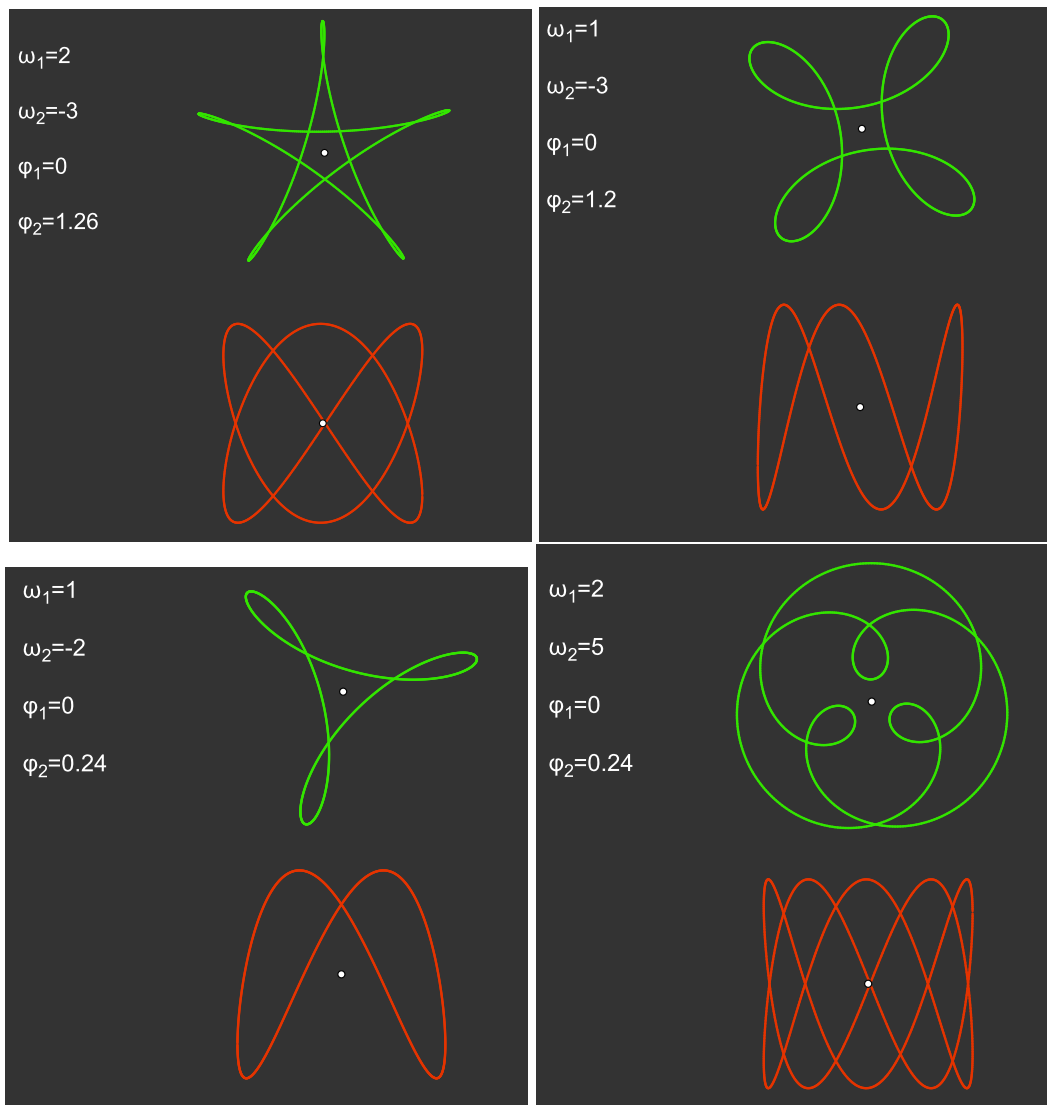 ω₁=2
ω₂=-3
φ₁=0
φ₂=1.26
ω₁=1
ω₂=-3
φ₁=0
φ₂=1.2
ω₁=1
ω₂=-2
φ₁=0
φ₂=0.24
ω₁=2
ω₂=5
φ₁=0
φ₂=0.24